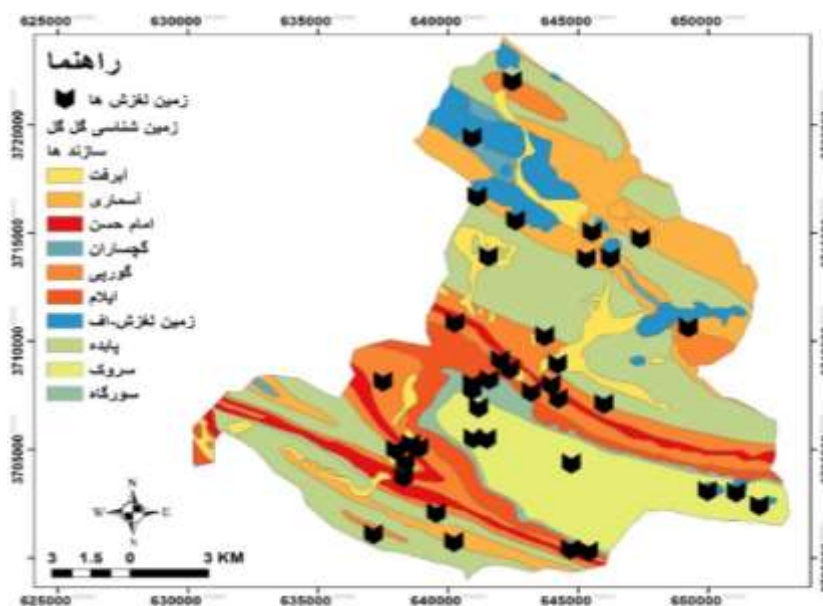 625000 630000 635000 640000 645000 650000
راهنما
زمین لغزش ها
زمین شناسی گل گل
سازند ها
آبرفت
آسماری
امام حسن
گچساران
گورپی
ایلام
زمین لغزش-اف
پابده
سروک
سورگاه
3720000
3715000
3710000
3705000
N
W E
S
3 1.5 0 3 KM
625000 630000 635000 640000 645000 650000